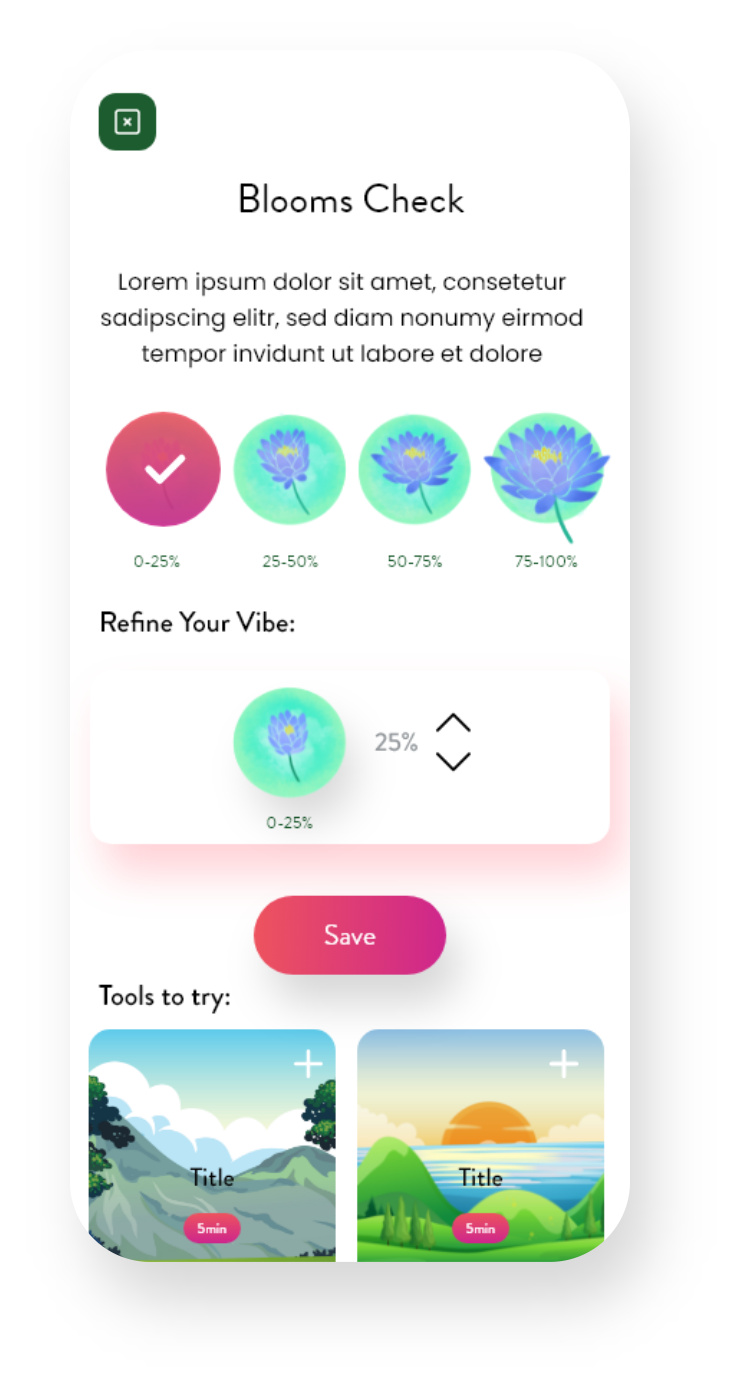 Blooms Check
Lorem ipsum dolor sit amet, consetetur
sadipscing elitr, sed diam nonumy eirmod
tempor invidunt ut labore et dolore
0-25%
25-50%
50-75%
75-100%
Refine Your Vibe:
25%
0-25%
Save
Tools to try:
Title
5min
Title
5min